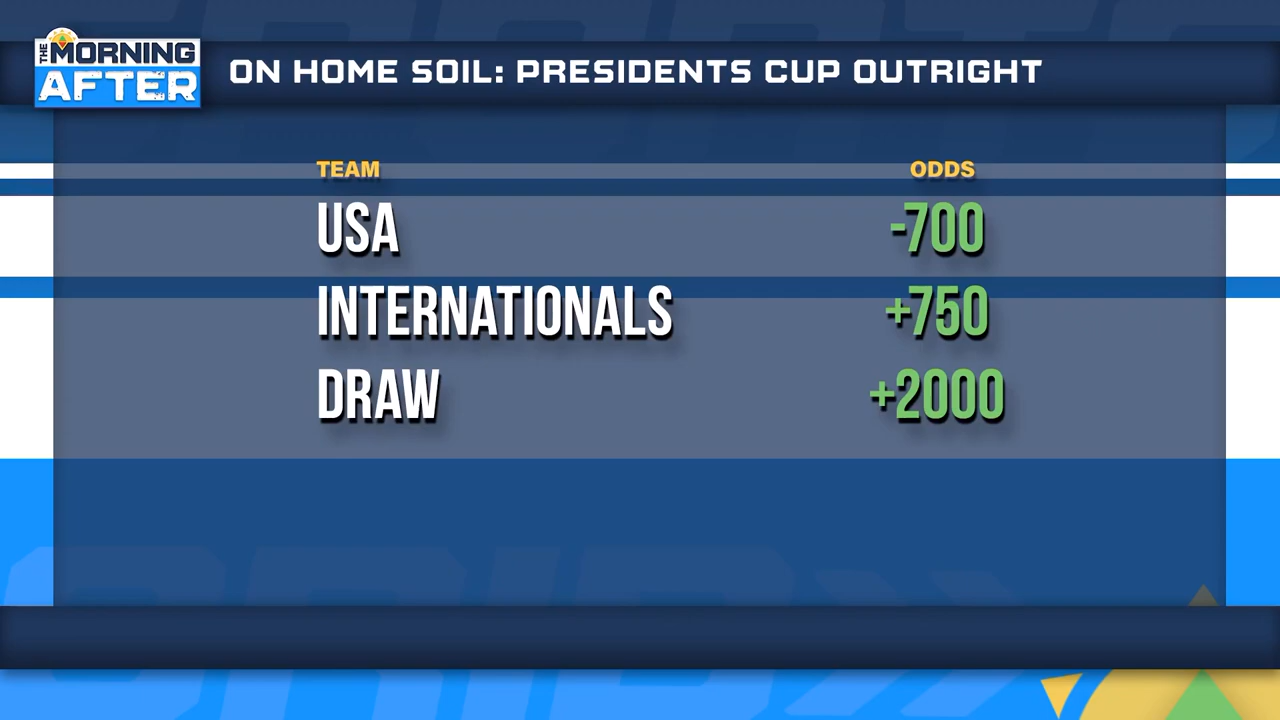 THE MORNING
AFTER
ON HOME SOIL: PRESIDENTS CUP OUTRIGHT
TEAM ODDS
USA -700
INTERNATIONALS +750
DRAW +2000